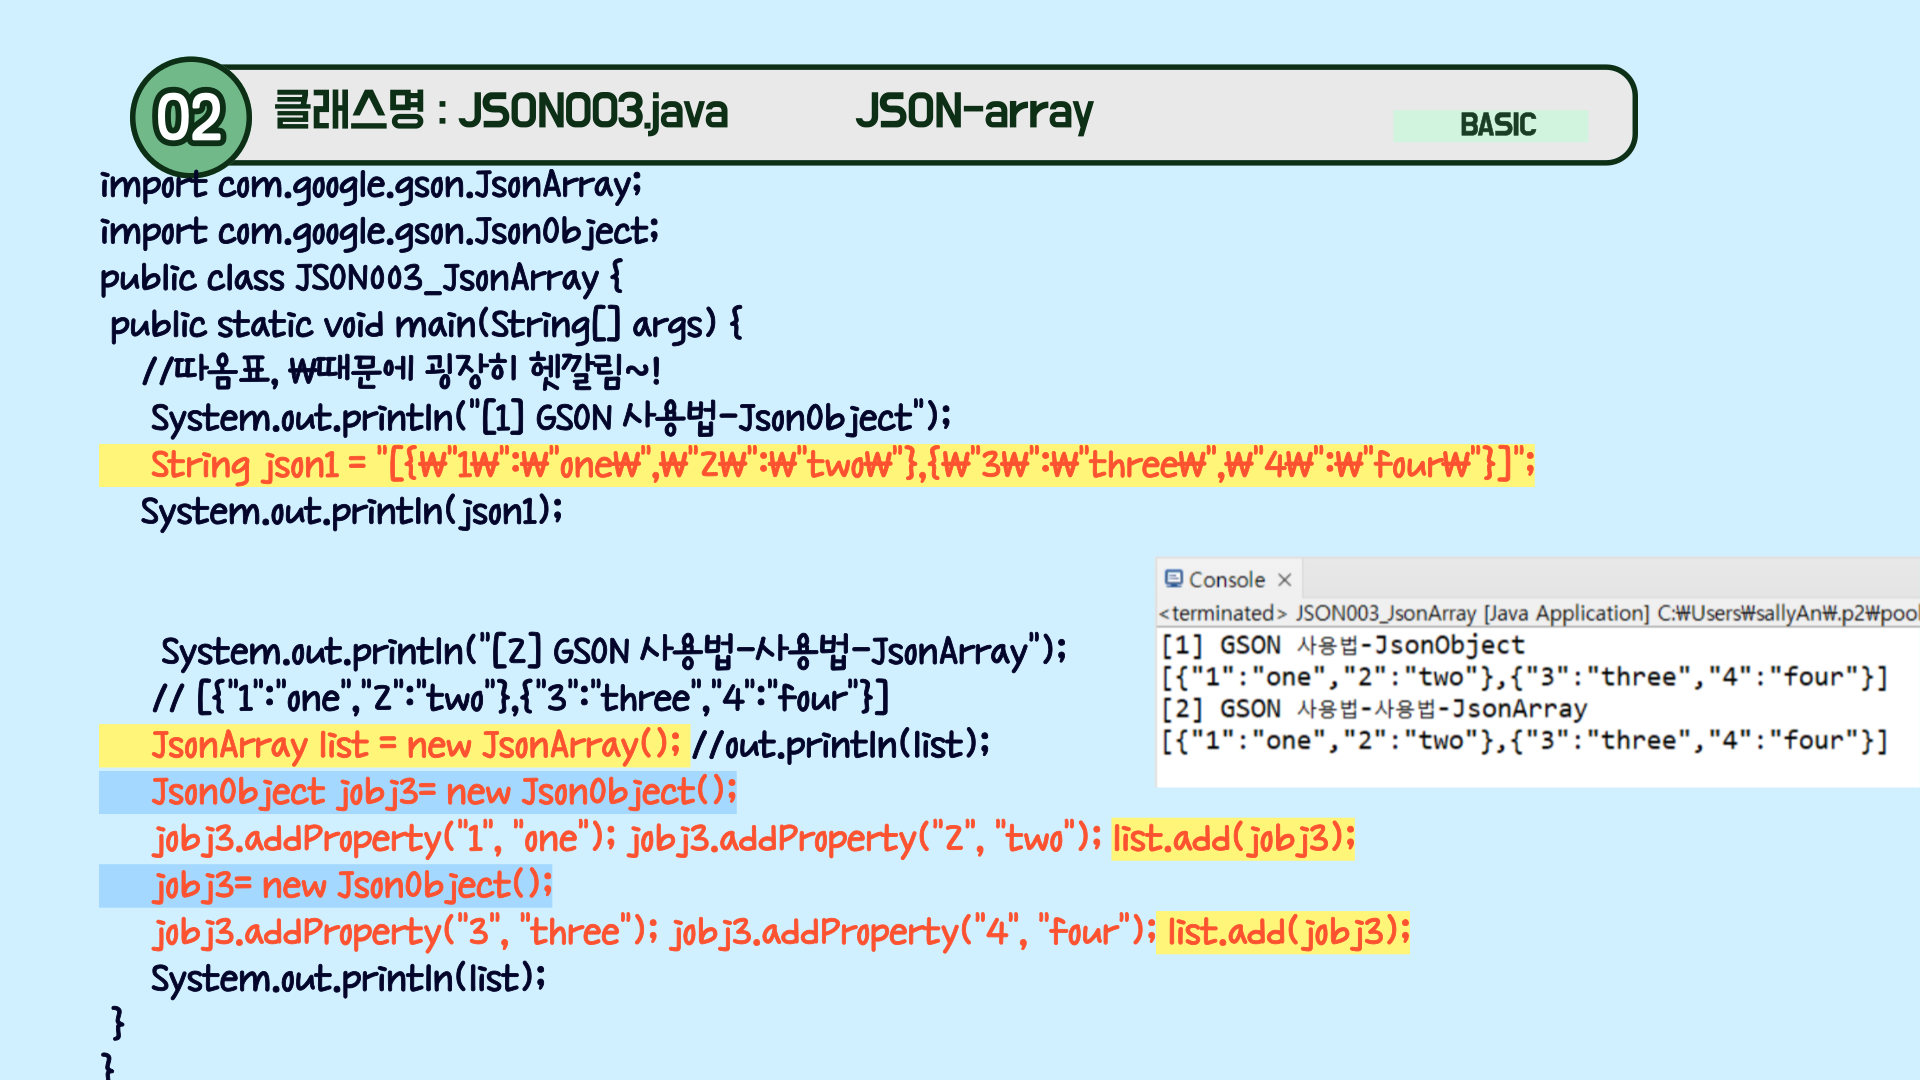 02 클래스명 : JSON003.java JSON-array BASIC
import com.google.gson.JsonArray;
import com.google.gson.JsonObject;
public class JSON003_JsonArray {
public static void main(String[] args) {
//따옴표, ₩때문에 굉장히 헷깔림~!
System.out.println("[1] GSON 사용법-JsonObject");
String json1 = "[{₩"1₩":₩"one₩",₩"2₩":₩"two₩"},{₩"3₩":₩"three₩",₩"4₩":₩"four₩"}]";
System.out.println(json1);
System.out.println("[2] GSON 사용법-사용법-JsonArray");
// [{"1":"one","2":"two"},{"3":"three","4":"four"}]
JsonArray list = new JsonArray(); //out.println(list);
JsonObject jobj3= new JsonObject();
jobj3.addProperty("1", "one"); jobj3.addProperty("2", "two"); list.add(jobj3);
jobj3= new JsonObject();
jobj3.addProperty("3", "three"); jobj3.addProperty("4", "four"); list.add(jobj3);
System.out.println(list);
}
}
Console
<terminated> JSON003_JsonArray [Java Application] C:₩Users₩sallyAn₩.p2₩pool
[1] GSON 사용법-JsonObject
[{"1":"one","2":"two"},{"3":"three","4":"four"}]
[2] GSON 사용법-사용법-JsonArray
[{"1":"one","2":"two"},{"3":"three","4":"four"}]